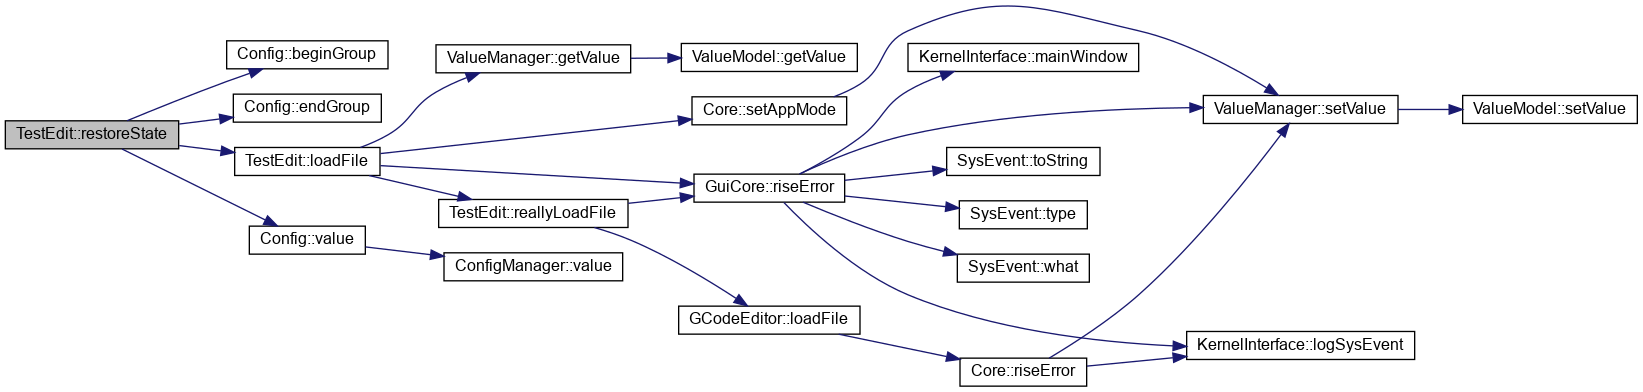 TestEdit::restoreState
Config::beginGroup
Config::endGroup
TestEdit::loadFile
Config::value
ValueManager::getValue
ValueModel::getValue
Core::setAppMode
TestEdit::reallyLoadFile
ConfigManager::value
GuiCore::riseError
GCodeEditor::loadFile
KernelInterface::mainWindow
SysEvent::toString
SysEvent::type
SysEvent::what
Core::riseError
ValueManager::setValue
KernelInterface::logSysEvent
ValueModel::setValue